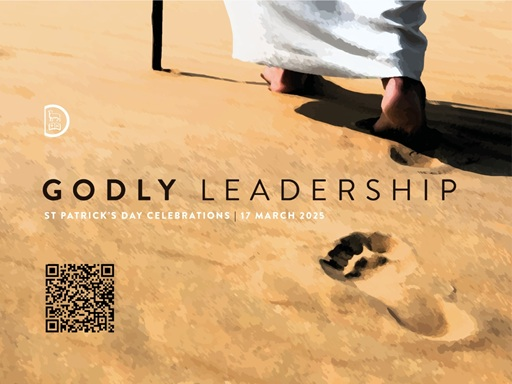 GODLY LEADERSHIP
ST PATRICK'S DAY CELEBRATIONS | 17 MARCH 2025